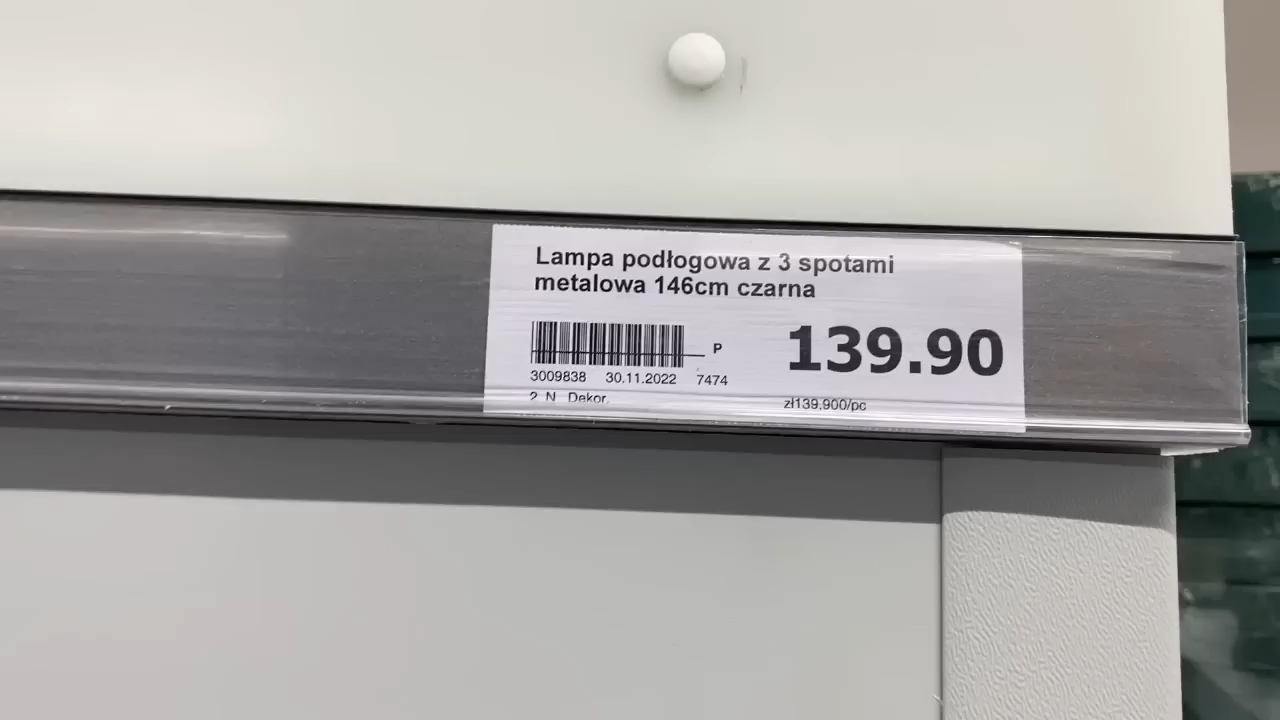 Lampa podłogowa z 3 spotami
metalowa 146cm czarna
P
139.90
3009838 30.11.2022 7474
2 N Dekor.
zł139,900/pc